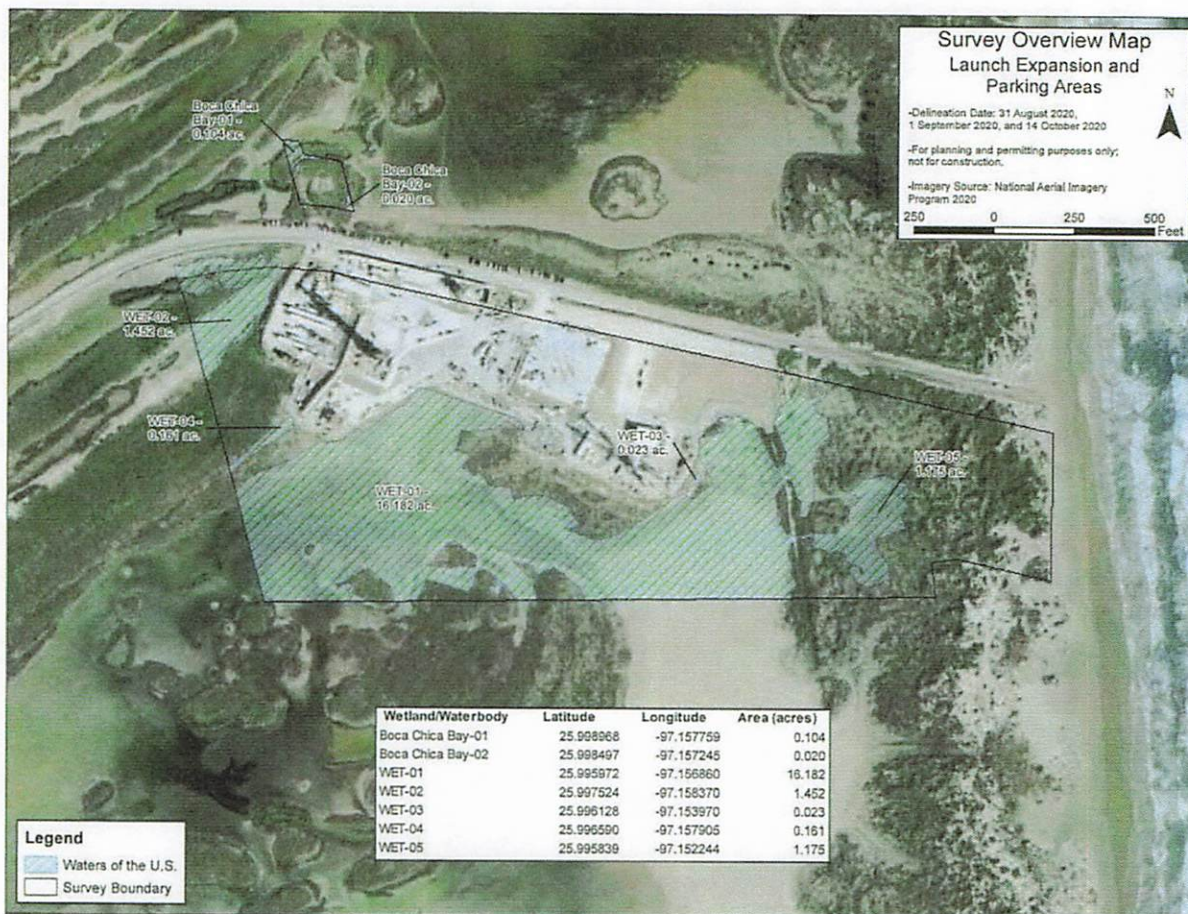 Survey Overview Map
Launch Expansion and
Parking Areas
N
-Delineation Date: 31 August 2020,
1 September 2020, and 14 October 2020
-For planning and permitting purposes only;
not for construction.
-Imagery Source: National Aerial Imagery
Program 2020
250 0 250 500
Feet
Boca Chica
Bay-01 -
0.104 ac.
Boca Chica
Bay-02 -
0.020 ac.
WET-02 -
1.452 ac.
WET-04 -
0.161 ac.
WET-03 -
0.023 ac.
WET-05 -
1.175 ac.
WET-01 -
16.182 ac.
Wetland/Waterbody Latitude Longitude Area (acres)
Boca Chica Bay-01 25.998968 -97.157759 0.104
Boca Chica Bay-02 25.998497 -97.157245 0.020
WET-01 25.995972 -97.156860 16.182
WET-02 25.997524 -97.158370 1.452
WET-03 25.996128 -97.153970 0.023
WET-04 25.996590 -97.157905 0.161
WET-05 25.995839 -97.152244 1.175
Legend
Waters of the U.S.
Survey Boundary